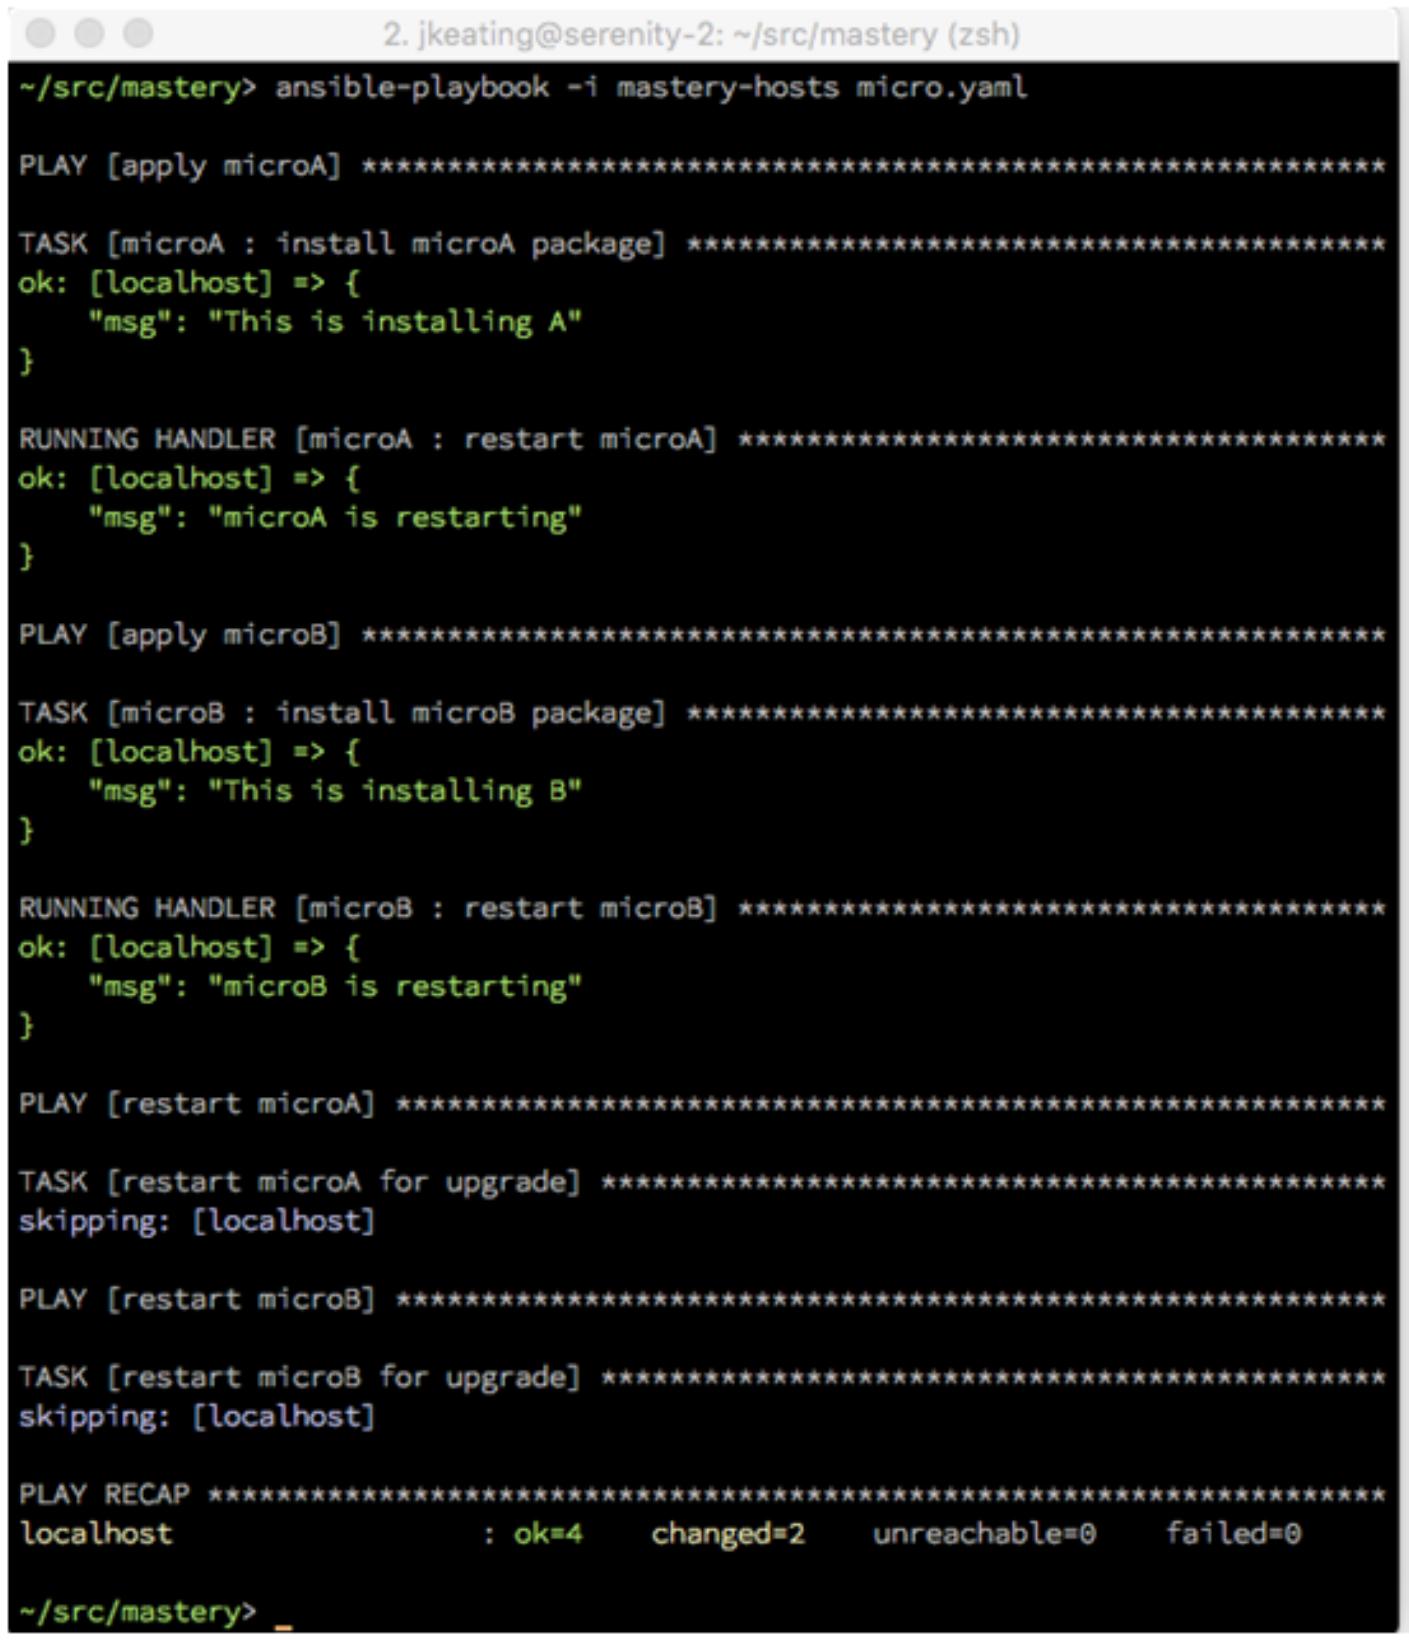 2. jkeating@serenity-2: ~/src/mastery (zsh)
~/src/mastery> ansible-playbook -i mastery-hosts micro.yaml
PLAY [apply microA] ************************************************************
TASK [microA : install microA package] *****************************************
ok: [localhost] => {
    "msg": "This is installing A"
}
RUNNING HANDLER [microA : restart microA] **************************************
ok: [localhost] => {
    "msg": "microA is restarting"
}
PLAY [apply microB] ************************************************************
TASK [microB : install microB package] *****************************************
ok: [localhost] => {
    "msg": "This is installing B"
}
RUNNING HANDLER [microB : restart microB] **************************************
ok: [localhost] => {
    "msg": "microB is restarting"
}
PLAY [restart microA] **********************************************************
TASK [restart microA for upgrade] **********************************************
skipping: [localhost]
PLAY [restart microB] **********************************************************
TASK [restart microB for upgrade] **********************************************
skipping: [localhost]
PLAY RECAP *********************************************************************
localhost                  : ok=4    changed=2    unreachable=0    failed=0
~/src/mastery> _